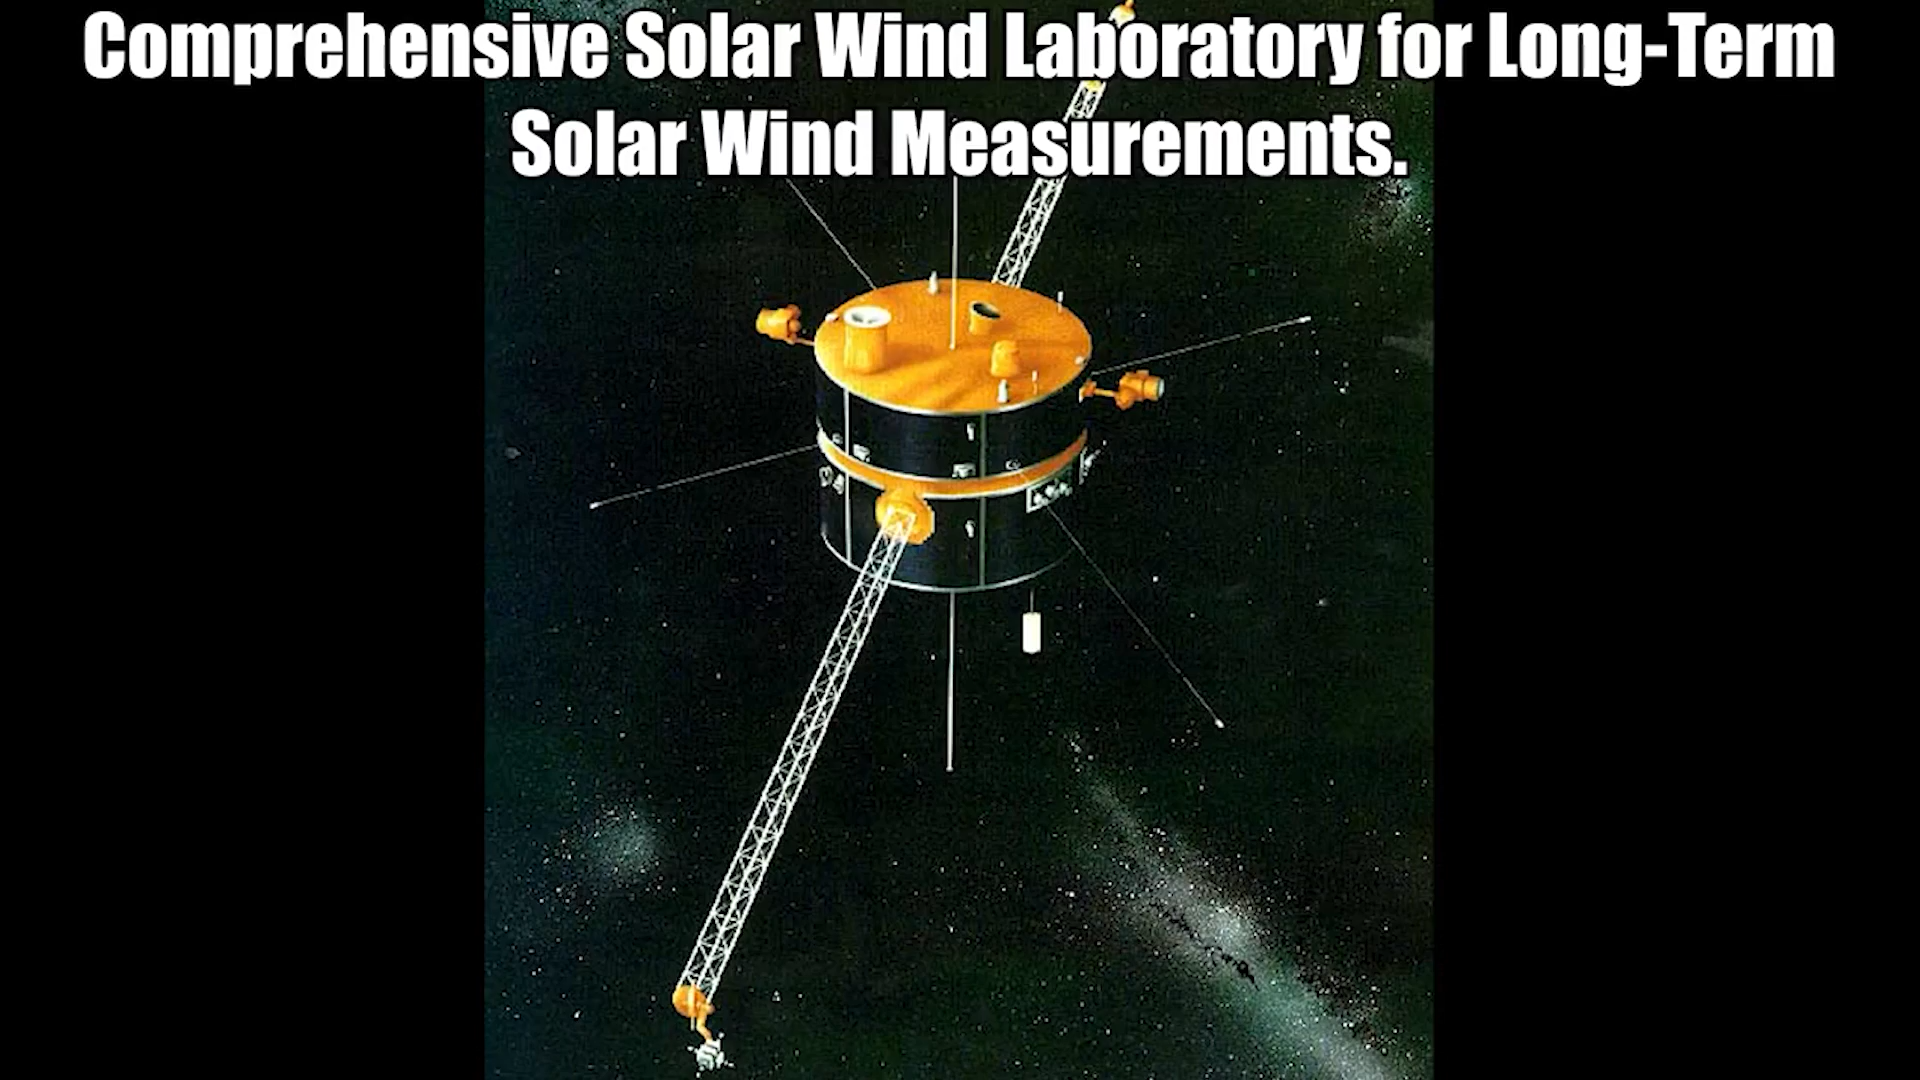 Comprehensive Solar Wind Laboratory for Long-Term
Solar Wind Measurements.